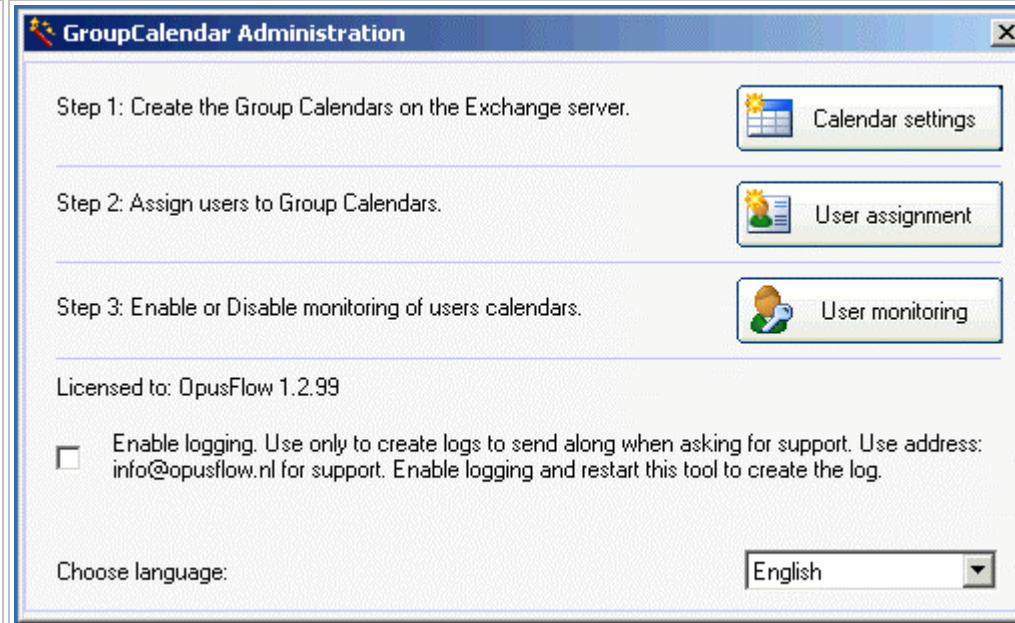 GroupCalendar Administration
Step 1: Create the Group Calendars on the Exchange server.
Calendar settings
Step 2: Assign users to Group Calendars.
User assignment
Step 3: Enable or Disable monitoring of users calendars.
User monitoring
Licensed to: OpusFlow 1.2.99
Enable logging. Use only to create logs to send along when asking for support. Use address:
info@opusflow.nl for support. Enable logging and restart this tool to create the log.
Choose language:
English